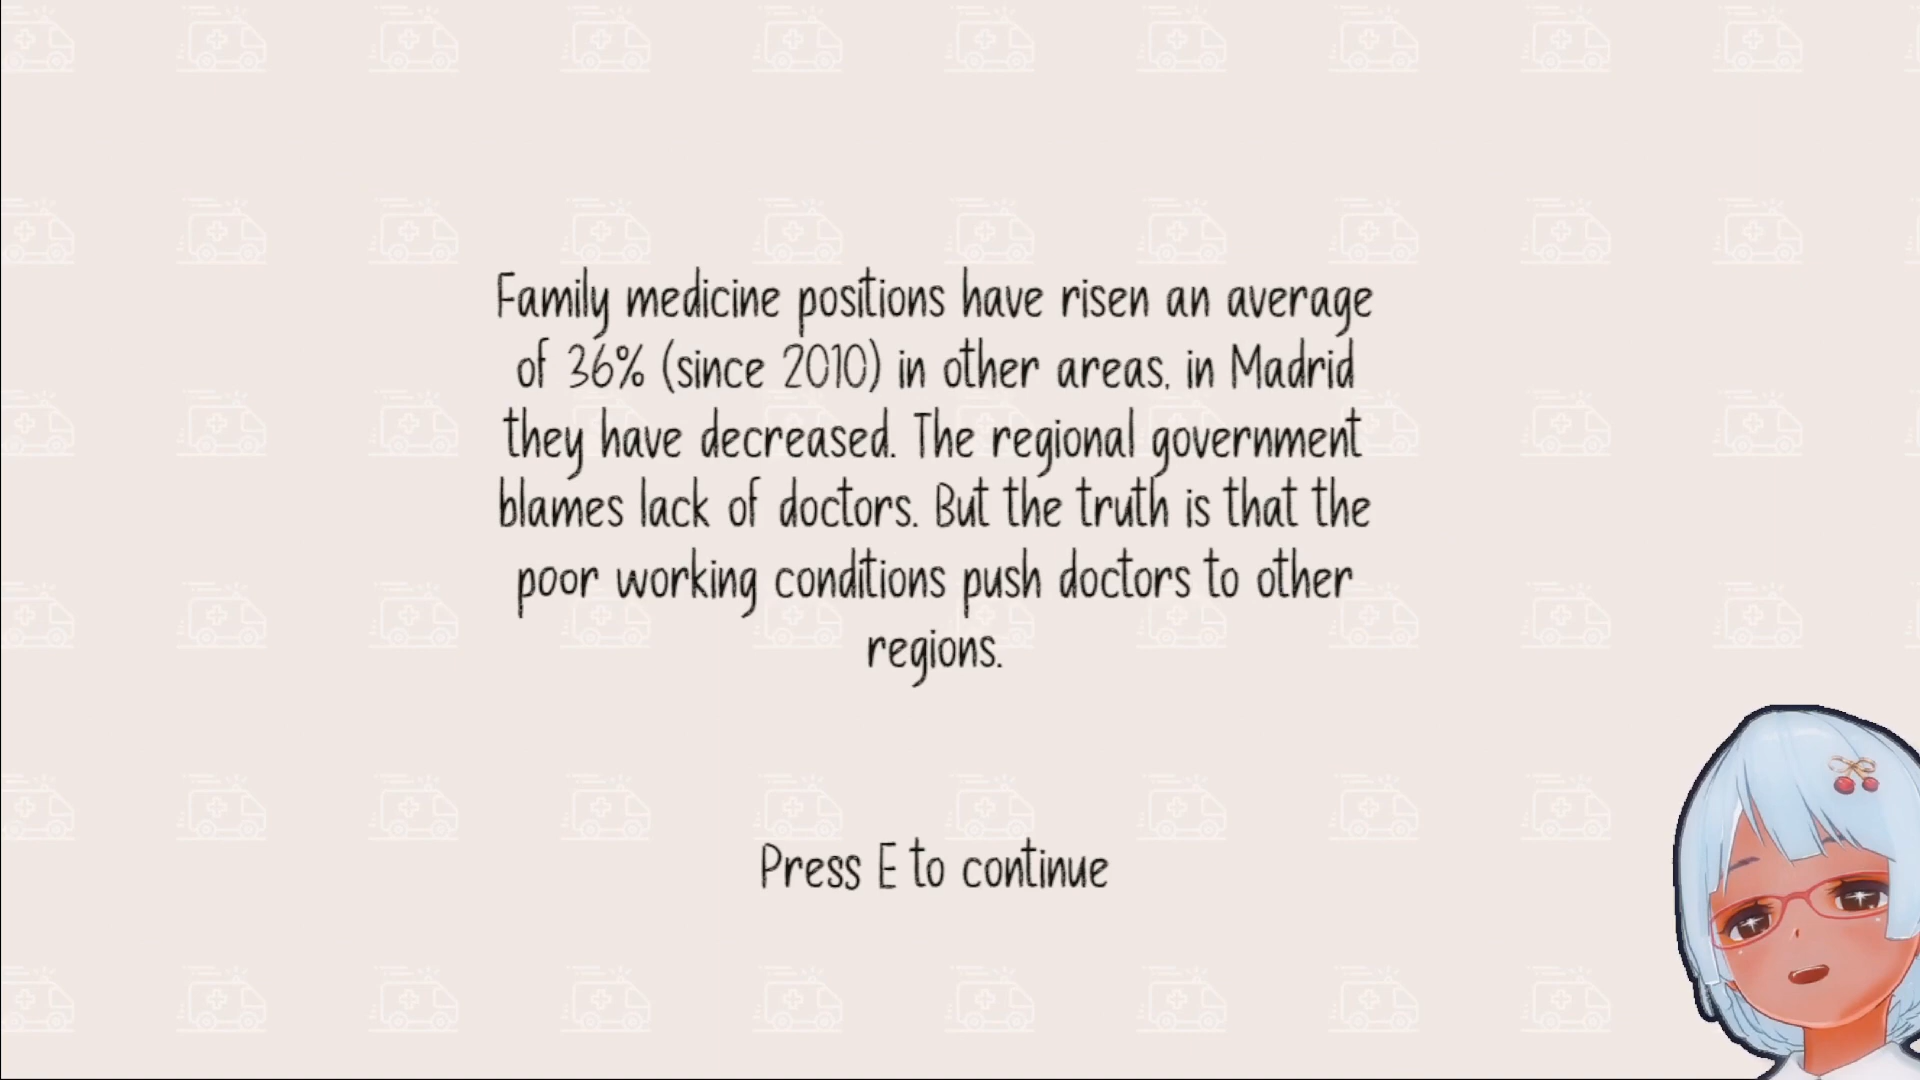 Family medicine positions have risen an average
of 36% (since 2010) in other areas, in Madrid
they have decreased. The regional government
blames lack of doctors. But the truth is that the
poor working conditions push doctors to other
regions.
Press E to continue